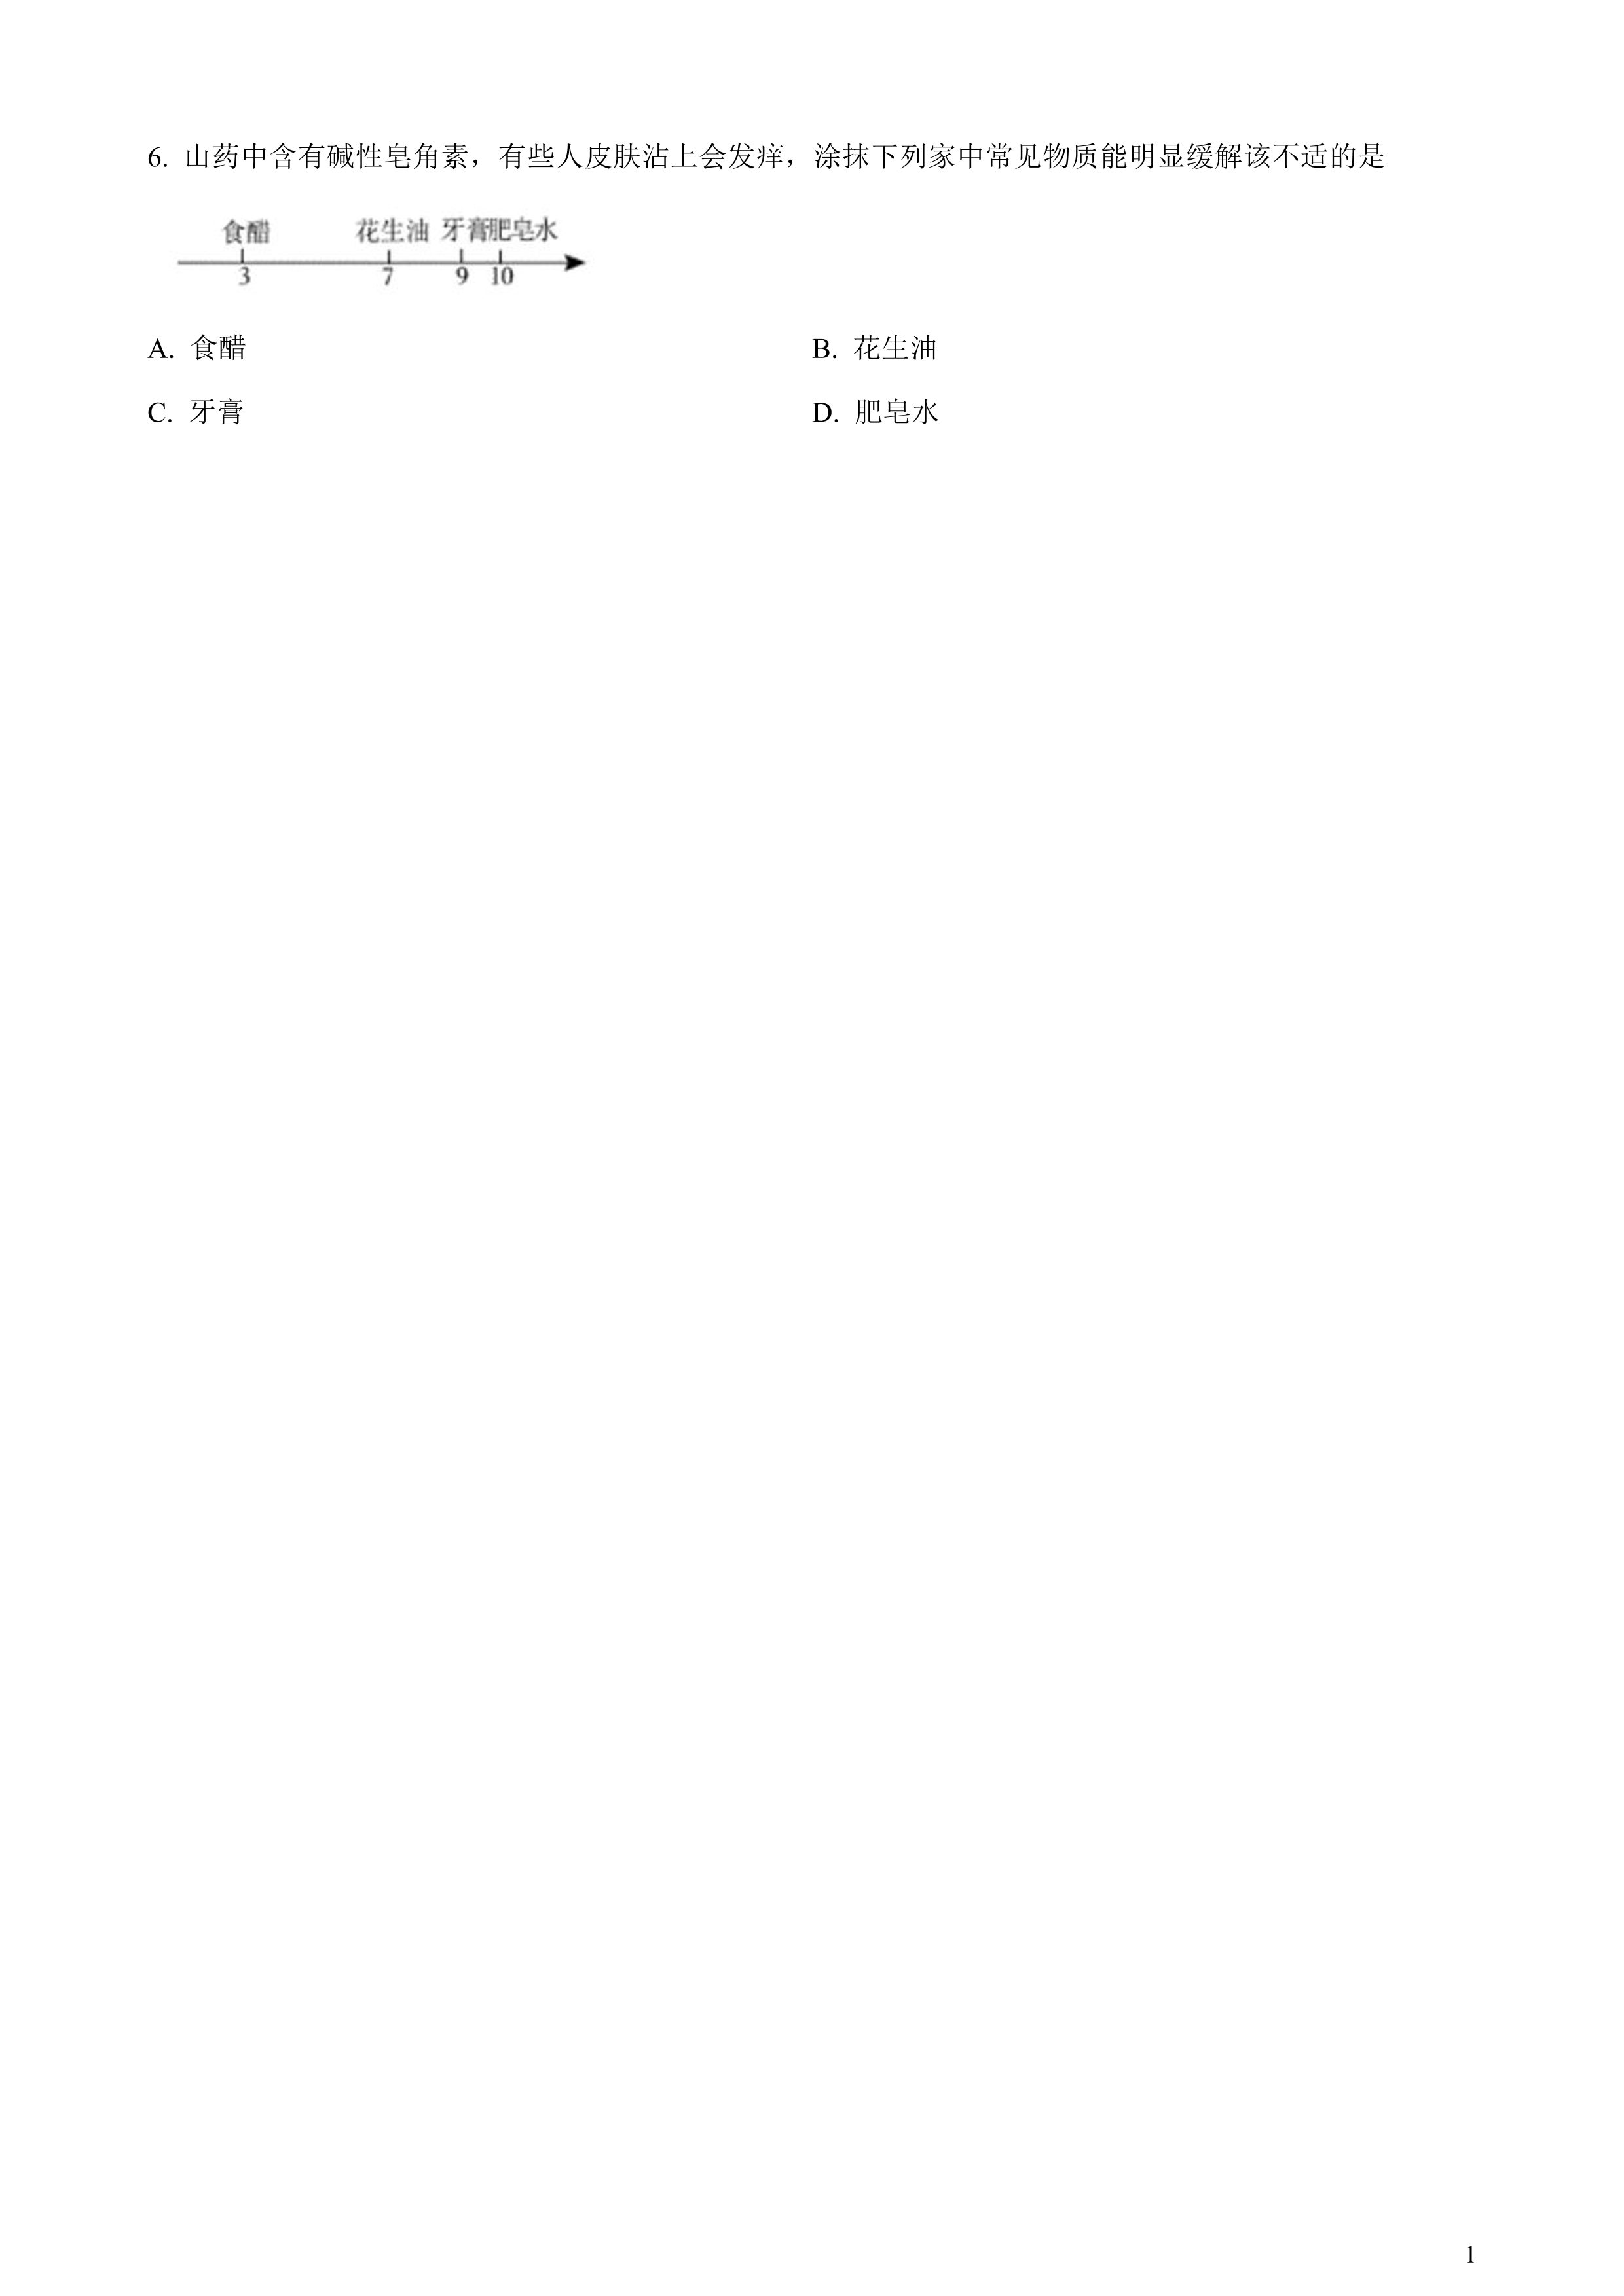 6. 山药中含有碱性皂角素，有些人皮肤沾上会发痒，涂抹下列家中常见物质能明显缓解该不适的是
食醋 花生油 牙膏 肥皂水
3 7 9 10
A. 食醋 B. 花生油
C. 牙膏 D. 肥皂水
1